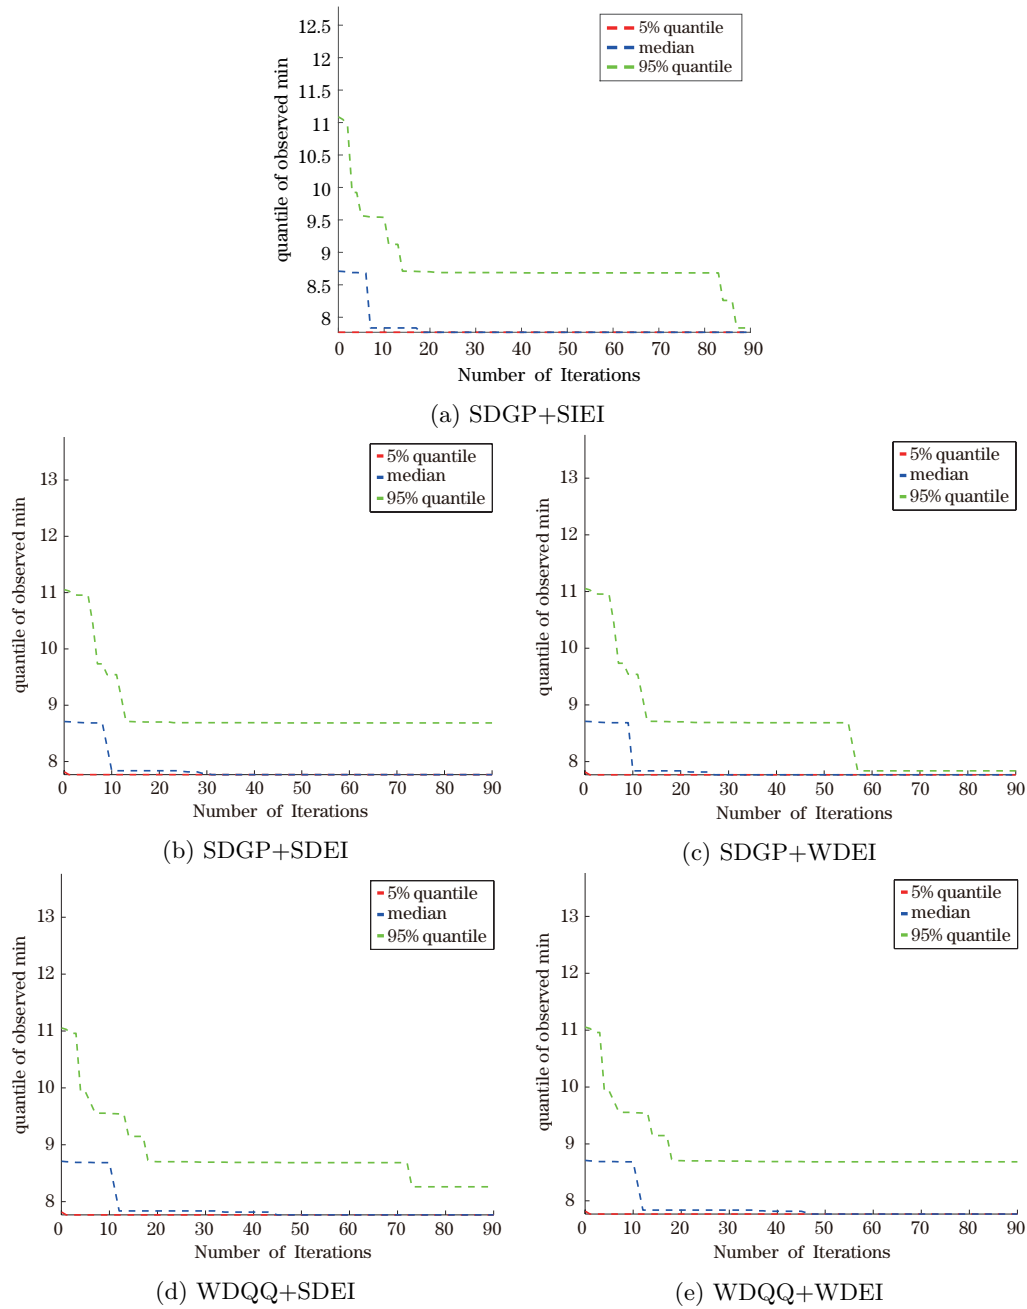 12.5
12
11.5
11
10.5
10
9.5
9
8.5
8
quantile of observed min
5% quantile
median
95% quantile
0 10 20 30 40 50 60 70 80 90
Number of Iterations
(a) SDGP+SIEI
13
12
11
10
9
8
quantile of observed min
5% quantile
median
95% quantile
0 10 20 30 40 50 60 70 80 90
Number of Iterations
(b) SDGP+SDEI
13
12
11
10
9
8
quantile of observed min
5% quantile
median
95% quantile
0 10 20 30 40 50 60 70 80 90
Number of Iterations
(c) SDGP+WDEI
13
12
11
10
9
8
quantile of observed min
5% quantile
median
95% quantile
0 10 20 30 40 50 60 70 80 90
Number of Iterations
(d) WDQQ+SDEI
13
12
11
10
9
8
quantile of observed min
5% quantile
median
95% quantile
0 10 20 30 40 50 60 70 80 90
Number of Iterations
(e) WDQQ+WDEI